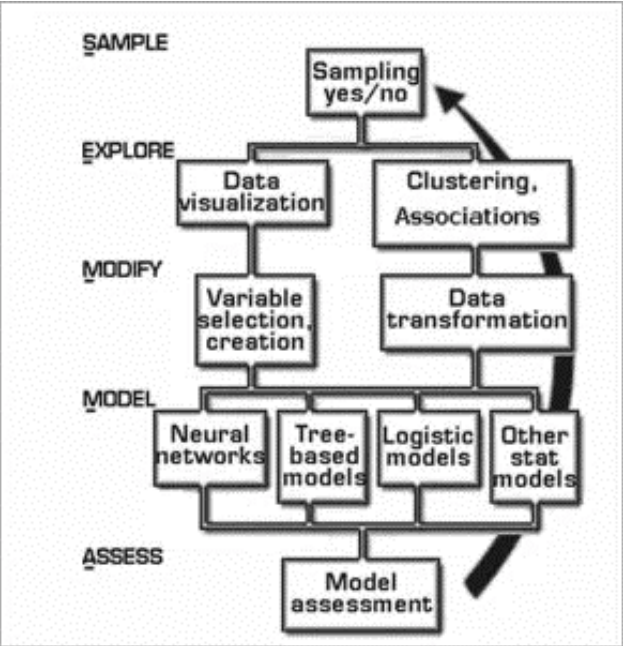 SAMPLE
Sampling
yes/no
EXPLORE
Data
visualization
Clustering,
Associations
MODIFY
Variable
selection,
creation
Data
transformation
MODEL
Neural
networks
Tree-
based
models
Logistic
models
Other
stat
models
ASSESS
Model
assessment